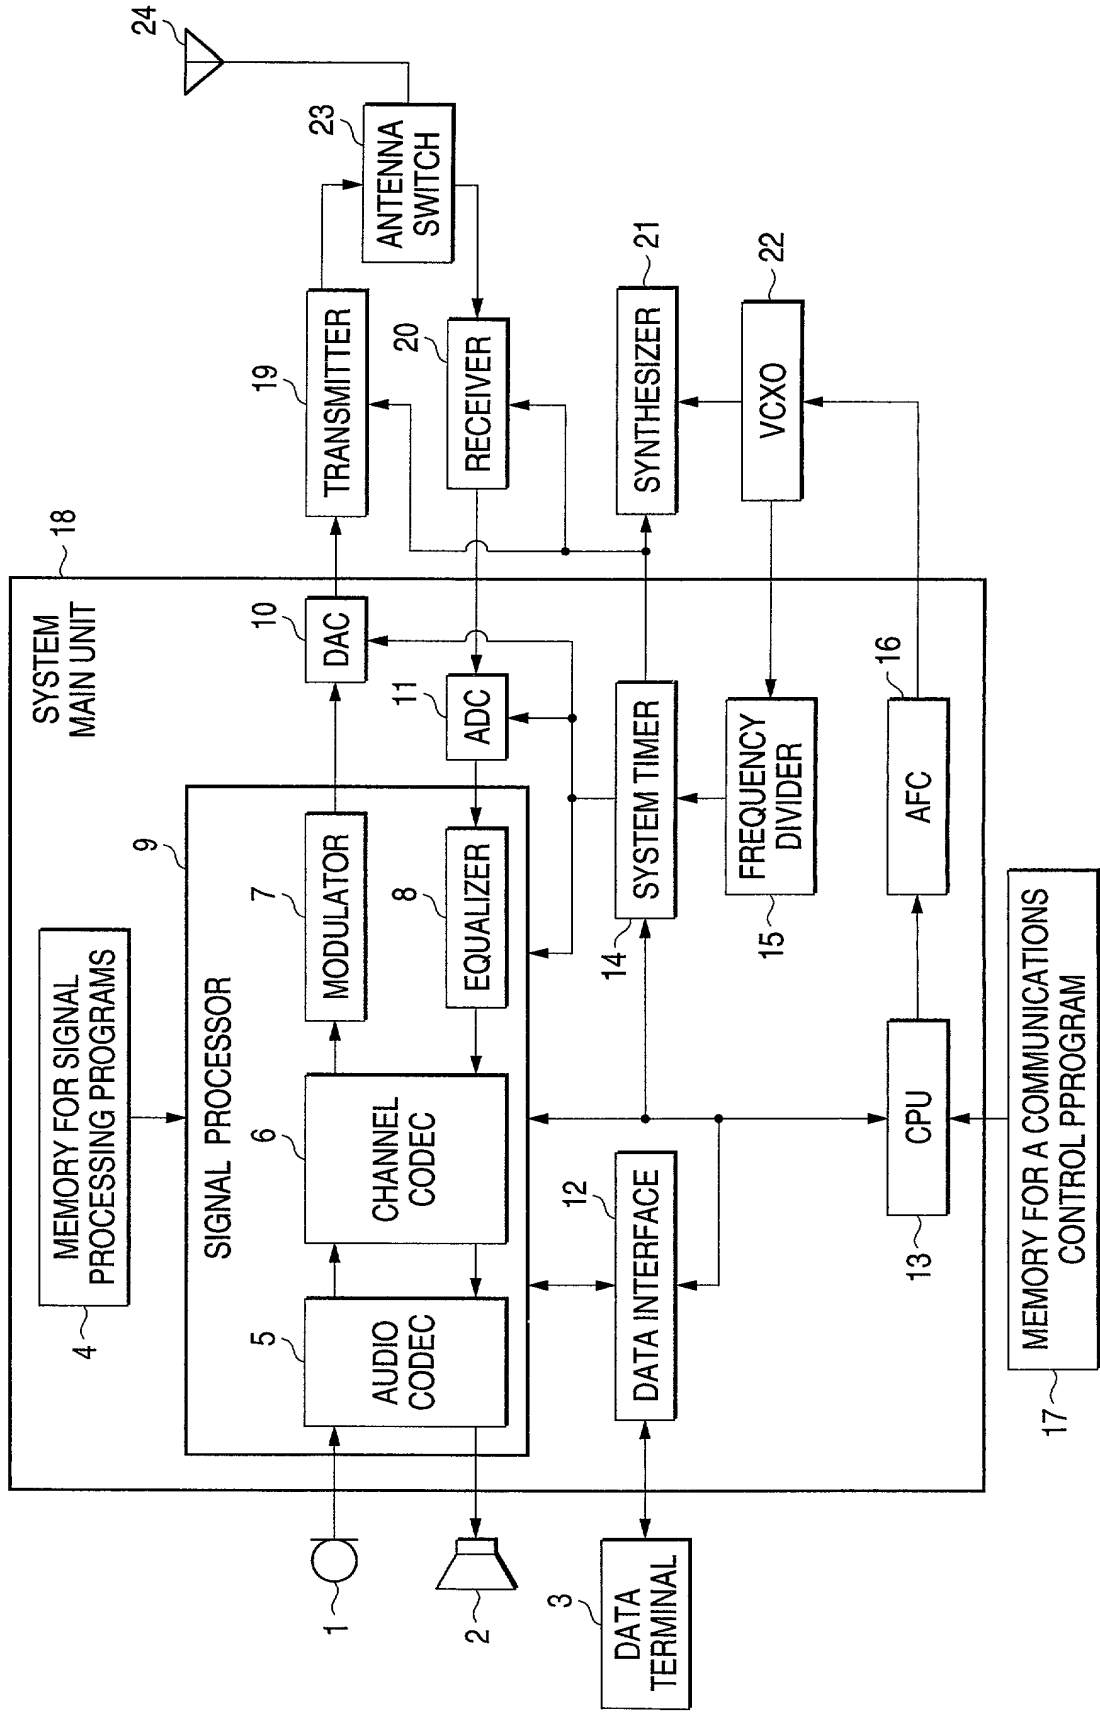 SYSTEM
MAIN UNIT
18
MEMORY FOR SIGNAL
PROCESSING PROGRAMS
4
9
SIGNAL PROCESSOR
1
5
AUDIO
CODEC
6
CHANNEL
CODEC
7
MODULATOR
10
DAC
19
TRANSMITTER
23
ANTENNA
SWITCH
24
2
8
EQUALIZER
11
ADC
20
RECEIVER
3
DATA
TERMINAL
12
DATA INTERFACE
14
SYSTEM TIMER
21
SYNTHESIZER
15
FREQUENCY
DIVIDER
22
VCXO
13
CPU
16
AFC
17
MEMORY FOR A COMMUNICATIONS
CONTROL PPROGRAM